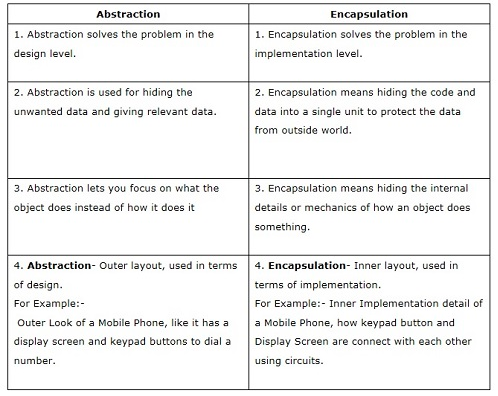 Abstraction
Encapsulation
1. Abstraction solves the problem in the
design level.
1. Encapsulation solves the problem in the
implementation level.
2. Abstraction is used for hiding the
unwanted data and giving relevant data.
2. Encapsulation means hiding the code and
data into a single unit to protect the data
from outside world.
3. Abstraction lets you focus on what the
object does instead of how it does it
3. Encapsulation means hiding the internal
details or mechanics of how an object does
something.
4. Abstraction- Outer layout, used in terms
of design.
For Example:-
Outer Look of a Mobile Phone, like it has a
display screen and keypad buttons to dial a
number.
4. Encapsulation- Inner layout, used in
terms of implementation.
For Example:- Inner Implementation detail of
a Mobile Phone, how keypad button and
Display Screen are connect with each other
using circuits.